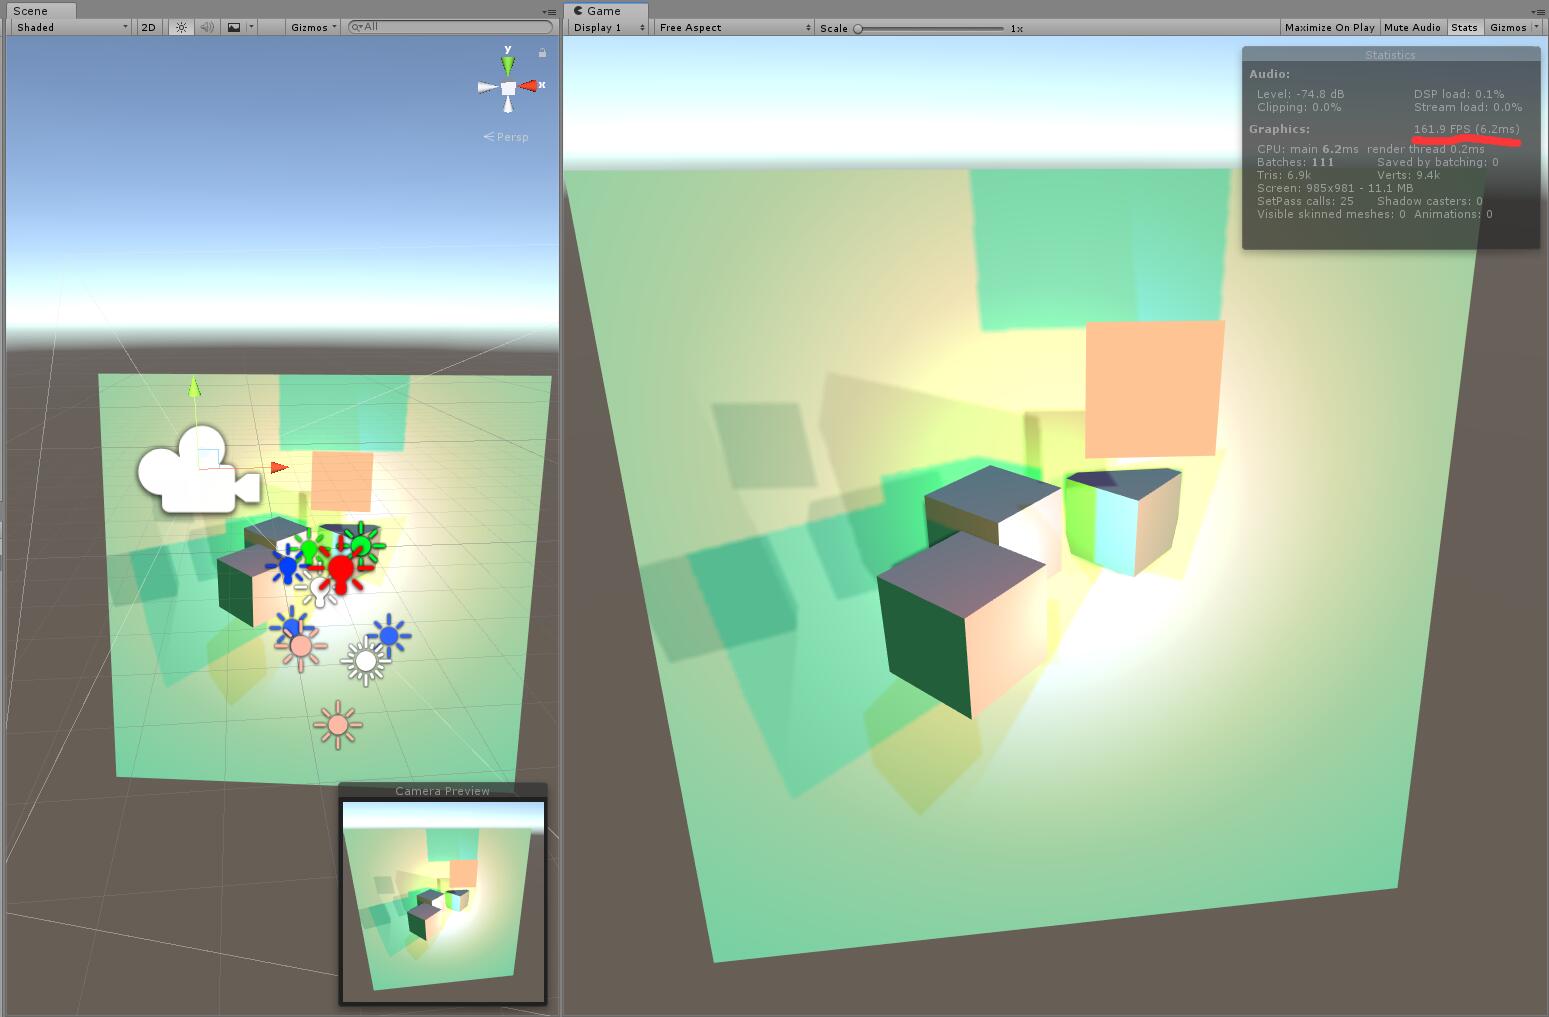 Scene
Shaded 2D Gizmos All
y
x
Persp
Camera Preview
Game
Display 1 Free Aspect Scale 1x Maximize On Play Mute Audio Stats Gizmos
Statistics
Audio:
Level: -74.8 dB DSP load: 0.1%
Clipping: 0.0% Stream load: 0.0%
Graphics: 161.9 FPS (6.2ms)
CPU: main 6.2ms render thread 0.2ms
Batches: 111 Saved by batching: 0
Tris: 6.9k Verts: 9.4k
Screen: 985x981 - 11.1 MB
SetPass calls: 25 Shadow casters: 0
Visible skinned meshes: 0 Animations: 0